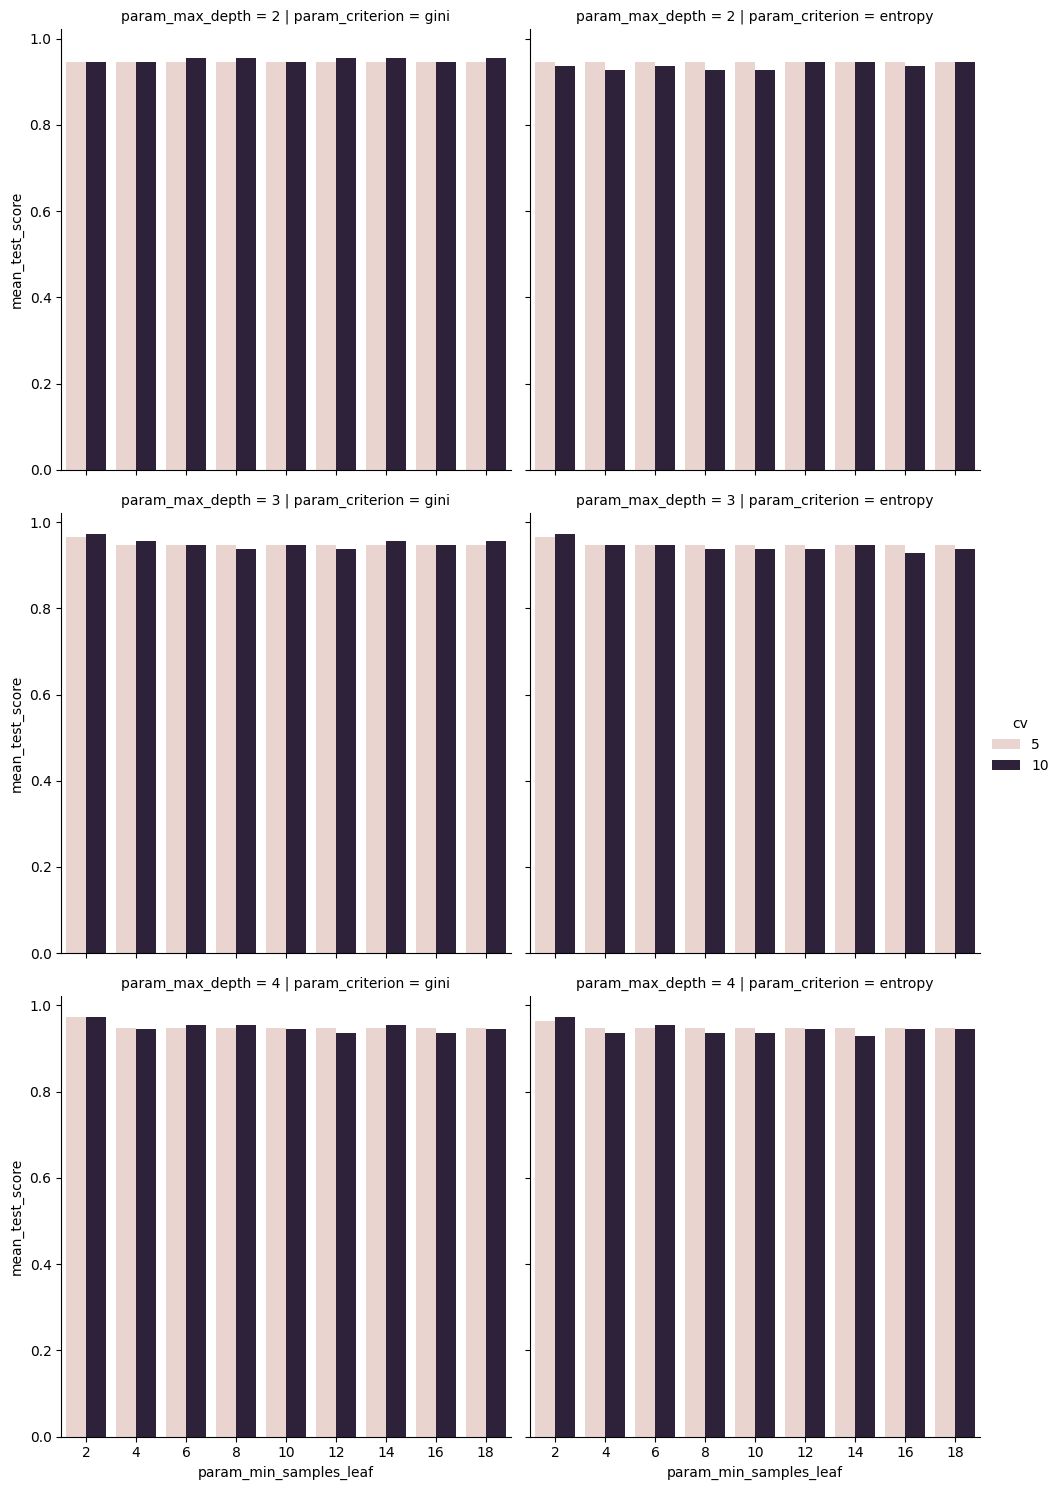 param_max_depth = 2 | param_criterion = gini
param_max_depth = 2 | param_criterion = entropy
1.0
0.8
0.6
0.4
0.2
0.0
mean_test_score
param_max_depth = 3 | param_criterion = gini
param_max_depth = 3 | param_criterion = entropy
1.0
0.8
0.6
0.4
0.2
0.0
mean_test_score
cv
5
10
param_max_depth = 4 | param_criterion = gini
param_max_depth = 4 | param_criterion = entropy
1.0
0.8
0.6
0.4
0.2
0.0
mean_test_score
2 4 6 8 10 12 14 16 18
param_min_samples_leaf
2 4 6 8 10 12 14 16 18
param_min_samples_leaf